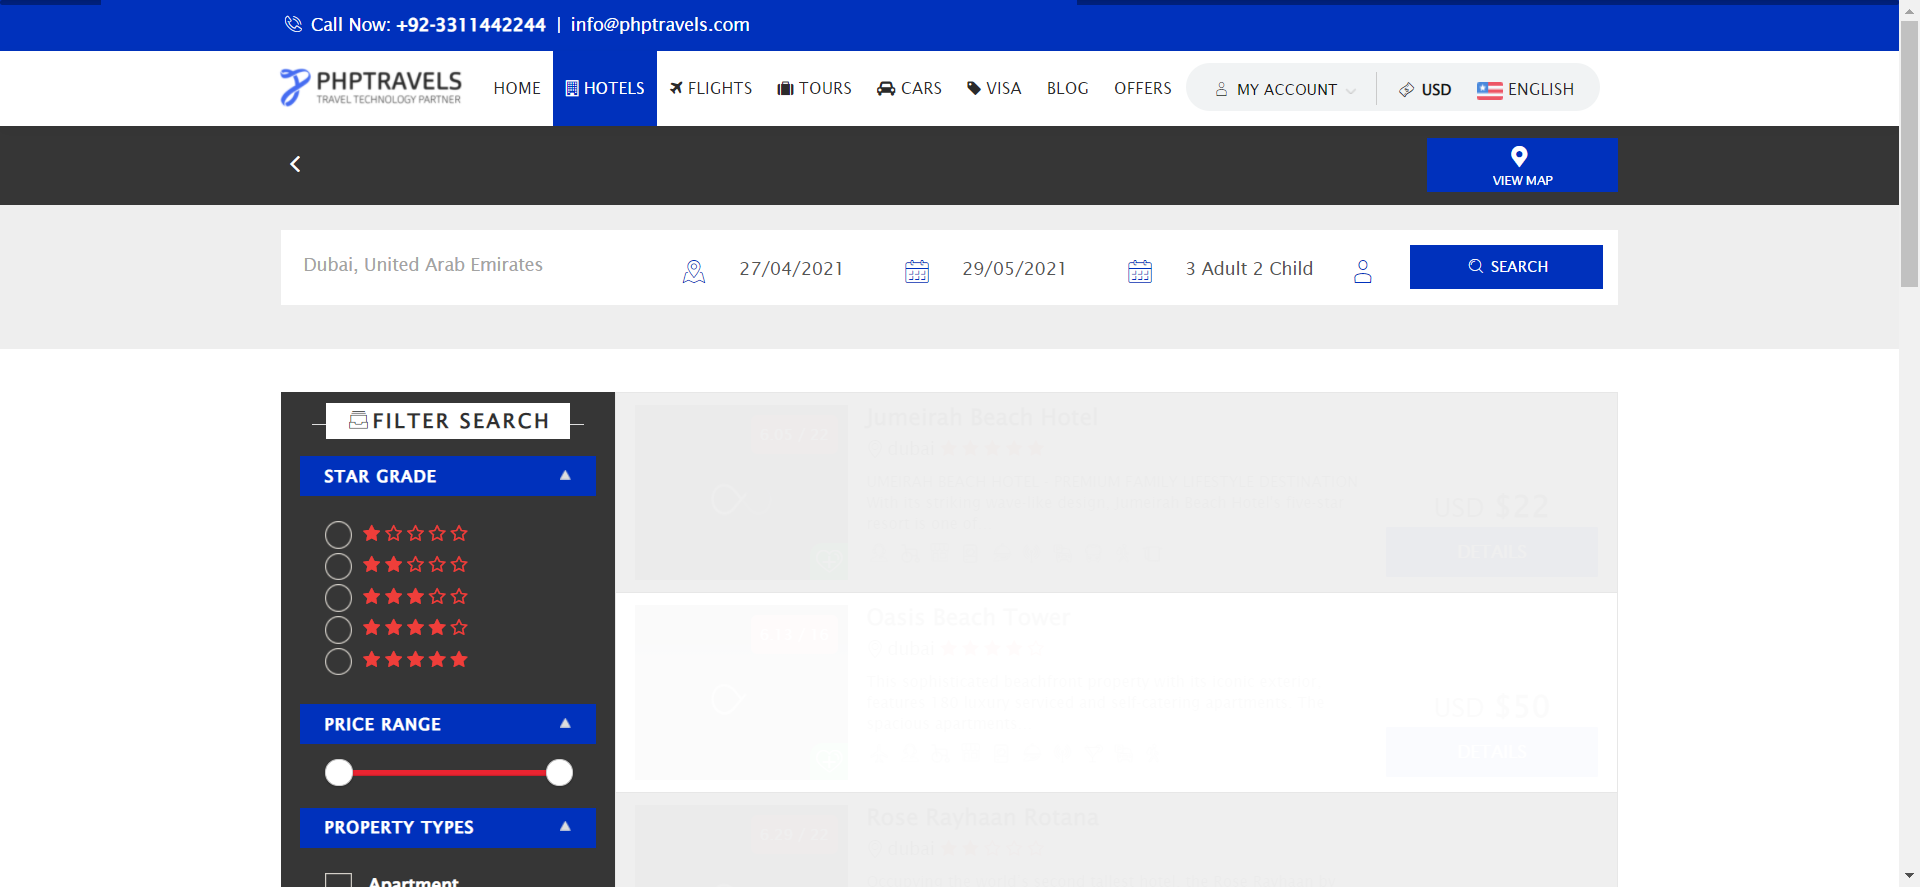 Call Now: +92-3311442244 | info@phptravels.com
PHPTRAVELS
TRAVEL TECHNOLOGY PARTNER
HOME HOTELS FLIGHTS TOURS CARS VISA BLOG OFFERS MY ACCOUNT USD ENGLISH
VIEW MAP
Dubai, United Arab Emirates 27/04/2021 29/05/2021 3 Adult 2 Child SEARCH
FILTER SEARCH
STAR GRADE
PRICE RANGE
PROPERTY TYPES
Apartment
Jumeirah Beach Hotel
dubai
USD $22
DETAILS
Oasis Beach Tower
dubai
USD $50
DETAILS
Rose Rayhaan Rotana
dubai